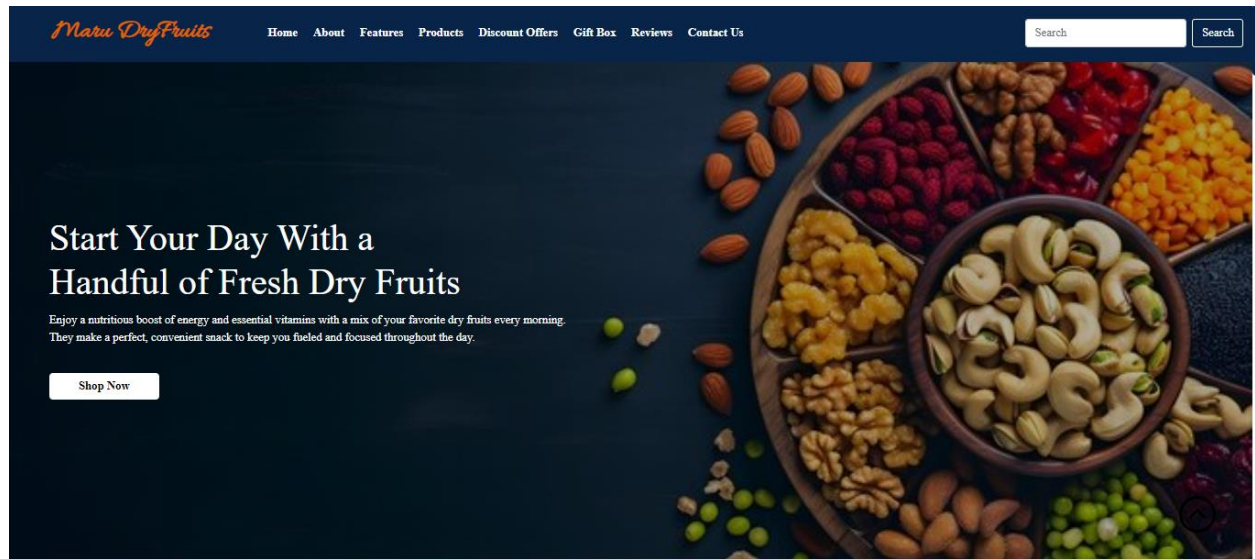 Maru DryFruits
Home About Features Products Discount Offers Gift Box Reviews Contact Us
Search
Search
Start Your Day With a
Handful of Fresh Dry Fruits
Enjoy a nutritious boost of energy and essential vitamins with a mix of your favorite dry fruits every morning.
They make a perfect, convenient snack to keep you fueled and focused throughout the day.
Shop Now